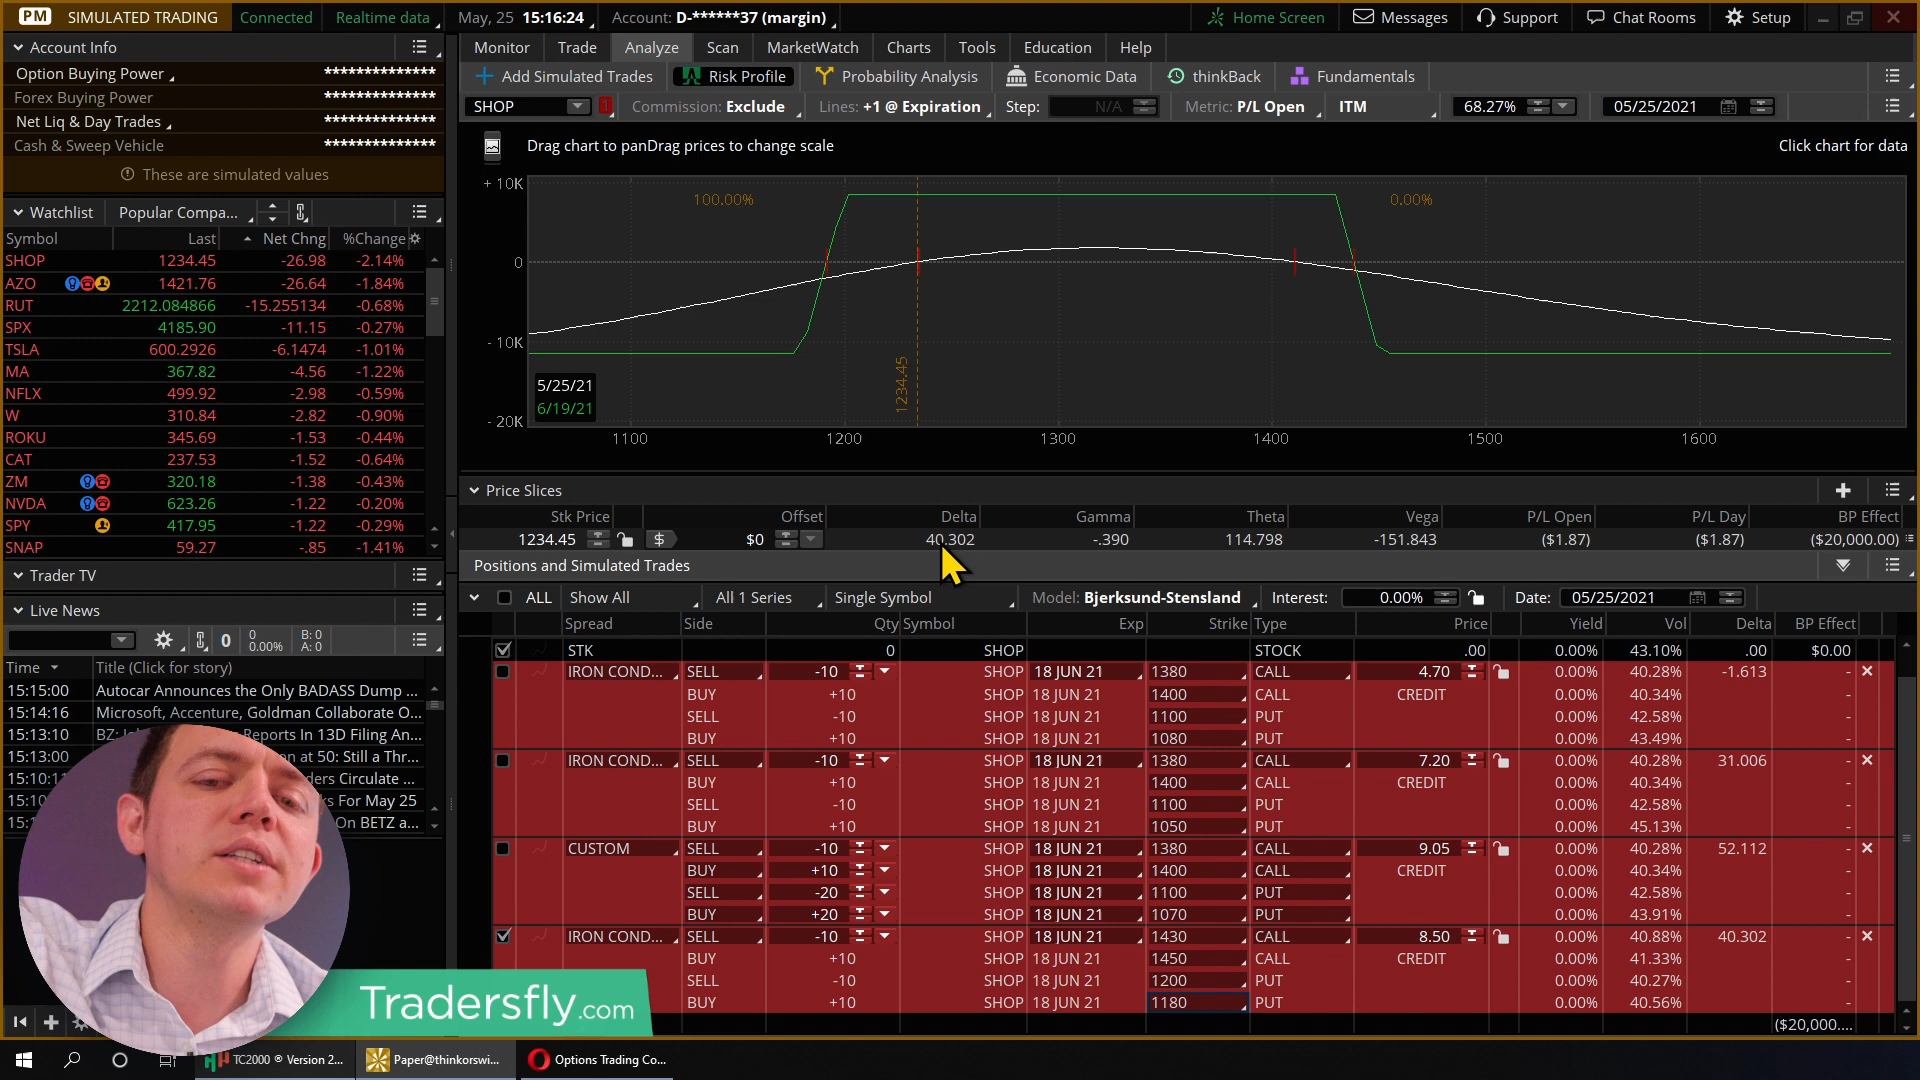 PM SIMULATED TRADING Connected Realtime data May, 25 15:16:24 Account: D-******37 (margin) Home Screen Messages Support Chat Rooms Setup
Account Info
Option Buying Power **************
Forex Buying Power **************
Net Liq & Day Trades **************
Cash & Sweep Vehicle **************
These are simulated values
Monitor Trade Analyze Scan MarketWatch Charts Tools Education Help
Add Simulated Trades Risk Profile Probability Analysis Economic Data thinkBack Fundamentals
SHOP 1 Commission: Exclude Lines: +1 @ Expiration Step: N/A Metric: P/L Open ITM 68.27% 05/25/2021
Drag chart to panDrag prices to change scale Click chart for data
+ 10K
100.00% 0.00%
0
- 10K
1234.45
5/25/21
6/19/21
- 20K
1100 1200 1300 1400 1500 1600
Watchlist Popular Compa...
Symbol Last Net Chng %Change
SHOP 1234.45 -26.98 -2.14%
AZO 1421.76 -26.64 -1.84%
RUT 2212.084866 -15.255134 -0.68%
SPX 4185.90 -11.15 -0.27%
TSLA 600.2926 -6.1474 -1.01%
MA 367.82 -4.56 -1.22%
NFLX 499.92 -2.98 -0.59%
W 310.84 -2.82 -0.90%
ROKU 345.69 -1.53 -0.44%
CAT 237.53 -1.52 -0.64%
ZM 320.18 -1.38 -0.43%
NVDA 623.26 -1.22 -0.20%
SPY 417.95 -1.22 -0.29%
SNAP 59.27 -.85 -1.41%
Trader TV
Live News
0 0 0.00% B: 0 A: 0
Time Title (Click for story)
15:15:00 Autocar Announces the Only BADASS Dump ...
15:14:16 Microsoft, Accenture, Goldman Collaborate O...
15:13:10 BZ: Reports In 13D Filing An...
15:13:00 on at 50: Still a Thr...
15:10:11 ders Circulate ...
15:10 s For May 25
15: On BETZ a...
Price Slices
Stk Price Offset Delta Gamma Theta Vega P/L Open P/L Day BP Effect
1234.45 $ $0 40.302 -.390 114.798 -151.843 ($1.87) ($1.87) ($20,000.00)
Positions and Simulated Trades
ALL Show All All 1 Series Single Symbol Model: Bjerksund-Stensland Interest: 0.00% Date: 05/25/2021
Spread Side Qty Symbol Exp Strike Type Price Yield Vol Delta BP Effect
STK 0 SHOP STOCK .00 0.00% 43.10% .00 $0.00
IRON COND... SELL -10 SHOP 18 JUN 21 1380 CALL 4.70 0.00% 40.28% -1.613 -
BUY +10 SHOP 18 JUN 21 1400 CALL CREDIT 0.00% 40.34% -
SELL -10 SHOP 18 JUN 21 1100 PUT 0.00% 42.58% -
BUY +10 SHOP 18 JUN 21 1080 PUT 0.00% 43.49% -
IRON COND... SELL -10 SHOP 18 JUN 21 1380 CALL 7.20 0.00% 40.28% 31.006 -
BUY +10 SHOP 18 JUN 21 1400 CALL CREDIT 0.00% 40.34% -
SELL -10 SHOP 18 JUN 21 1100 PUT 0.00% 42.58% -
BUY +10 SHOP 18 JUN 21 1050 PUT 0.00% 45.13% -
CUSTOM SELL -10 SHOP 18 JUN 21 1380 CALL 9.05 0.00% 40.28% 52.112 -
BUY +10 SHOP 18 JUN 21 1400 CALL CREDIT 0.00% 40.34% -
SELL -20 SHOP 18 JUN 21 1100 PUT 0.00% 42.58% -
BUY +20 SHOP 18 JUN 21 1070 PUT 0.00% 43.91% -
IRON COND... SELL -10 SHOP 18 JUN 21 1430 CALL 8.50 0.00% 40.88% 40.302 -
BUY +10 SHOP 18 JUN 21 1450 CALL CREDIT 0.00% 41.33% -
SELL -10 SHOP 18 JUN 21 1200 PUT 0.00% 40.27% -
BUY +10 SHOP 18 JUN 21 1180 PUT 0.00% 40.56% -
($20,000....
Tradersfly.com
TC2000 ® Version 2... Paper@thinkorswi... Options Trading Co...